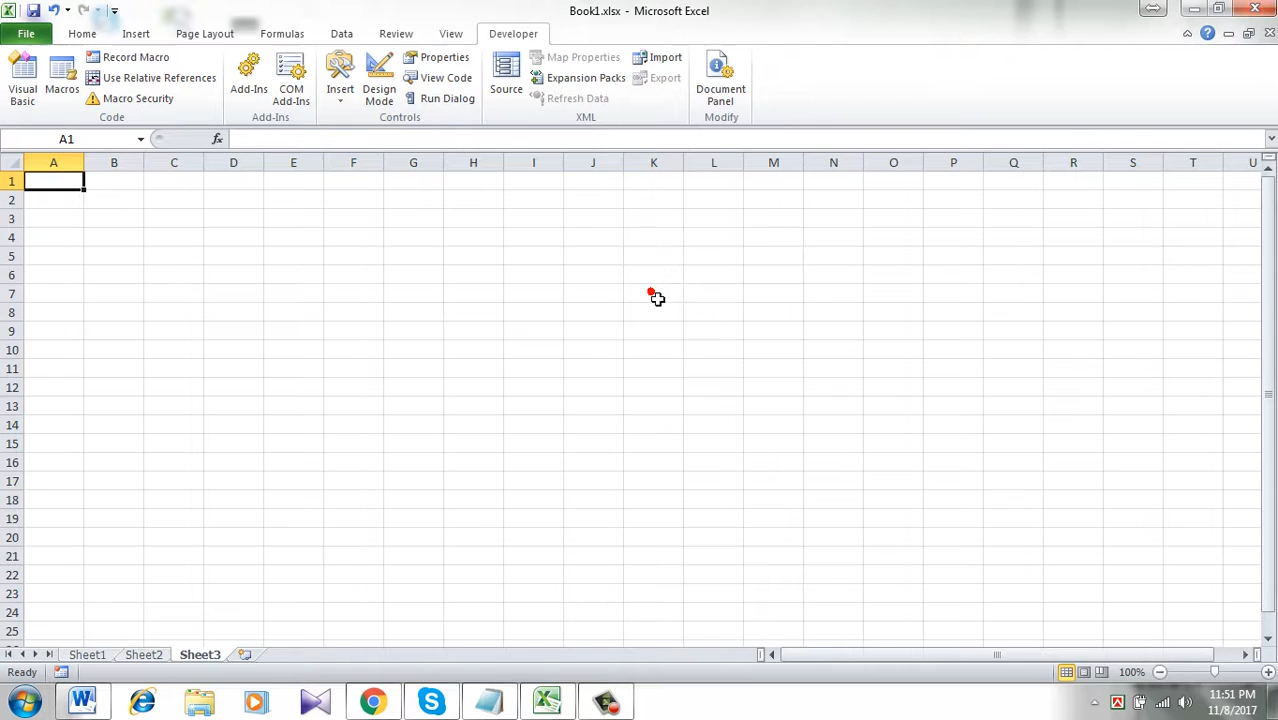 Book1.xlsx - Microsoft Excel
File Home Insert Page Layout Formulas Data Review View Developer
Visual Basic
Macros
Record Macro
Use Relative References
Macro Security
Code
Add-Ins
COM Add-Ins
Add-Ins
Insert
Design Mode
Properties
View Code
Run Dialog
Controls
Source
Map Properties
Expansion Packs
Refresh Data
Import
Export
XML
Document Panel
Modify
A1 fx
A B C D E F G H I J K L M N O P Q R S T U
1
2
3
4
5
6
7
8
9
10
11
12
13
14
15
16
17
18
19
20
21
22
23
24
25
Sheet1 Sheet2 Sheet3
Ready 100%
11:51 PM
11/8/2017